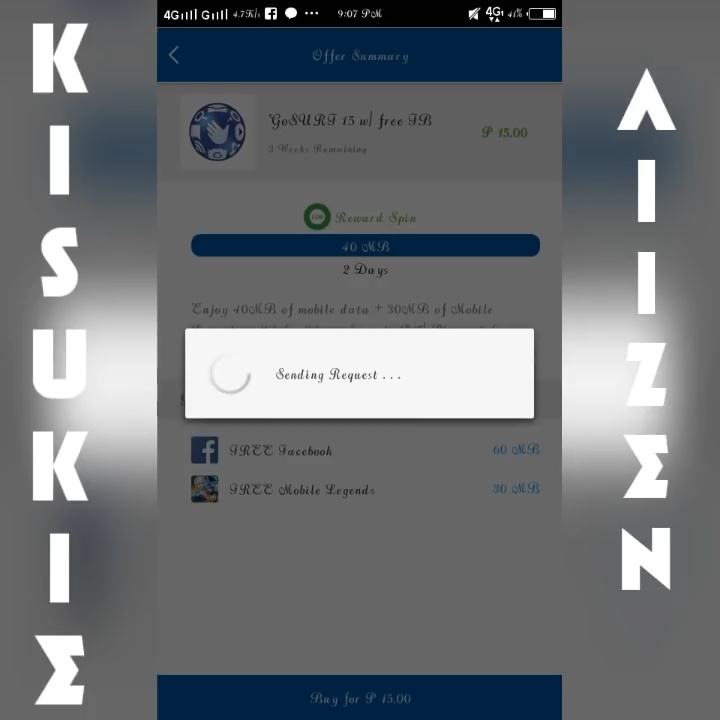 KISUKIE
4G G 4.7K/s ••• 9:07 PM 4G 41%
Offer Summary
GoSURF 15 w/ free FB
₱ 15.00
3 Weeks Remaining
Reward Spin
40 MB
2 Days
Enjoy 40MB of mobile data + 30MB of Mobile
Sending Request . . .
FREE Facebook 60 MB
FREE Mobile Legends 30 MB
Buy for ₱ 15.00
AIIZEN